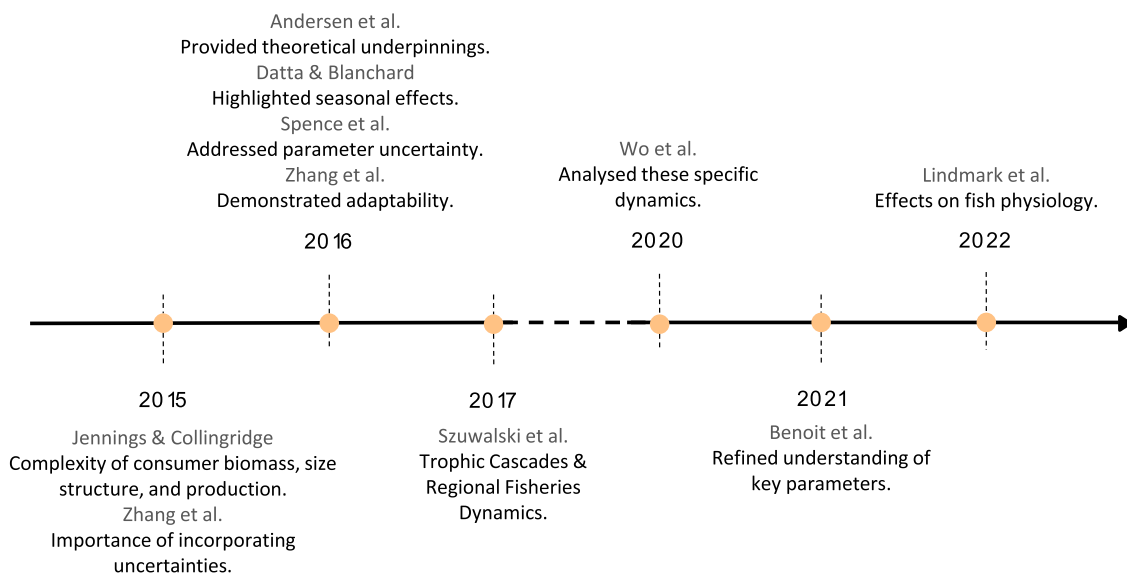 Andersen et al.
Provided theoretical underpinnings.
Datta & Blanchard
Highlighted seasonal effects.
Spence et al.
Addressed parameter uncertainty.
Zhang et al.
Demonstrated adaptability.
2016
Wo et al.
Analysed these specific
dynamics.
2020
Lindmark et al.
Effects on fish physiology.
2022
2015
Jennings & Collingridge
Complexity of consumer biomass, size
structure, and production.
Zhang et al.
Importance of incorporating
uncertainties.
2017
Szuwalski et al.
Trophic Cascades &
Regional Fisheries
Dynamics.
2021
Benoit et al.
Refined understanding of
key parameters.